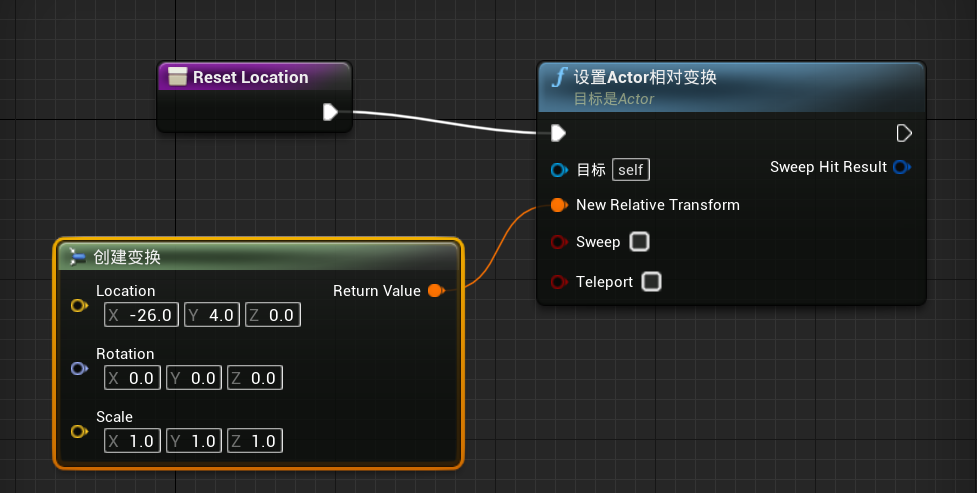 Reset Location
设置Actor相对变换
目标是Actor
目标 self
Sweep Hit Result
New Relative Transform
Sweep
Teleport
创建变换
Location
Return Value
X -26.0 Y 4.0 Z 0.0
Rotation
X 0.0 Y 0.0 Z 0.0
Scale
X 1.0 Y 1.0 Z 1.0